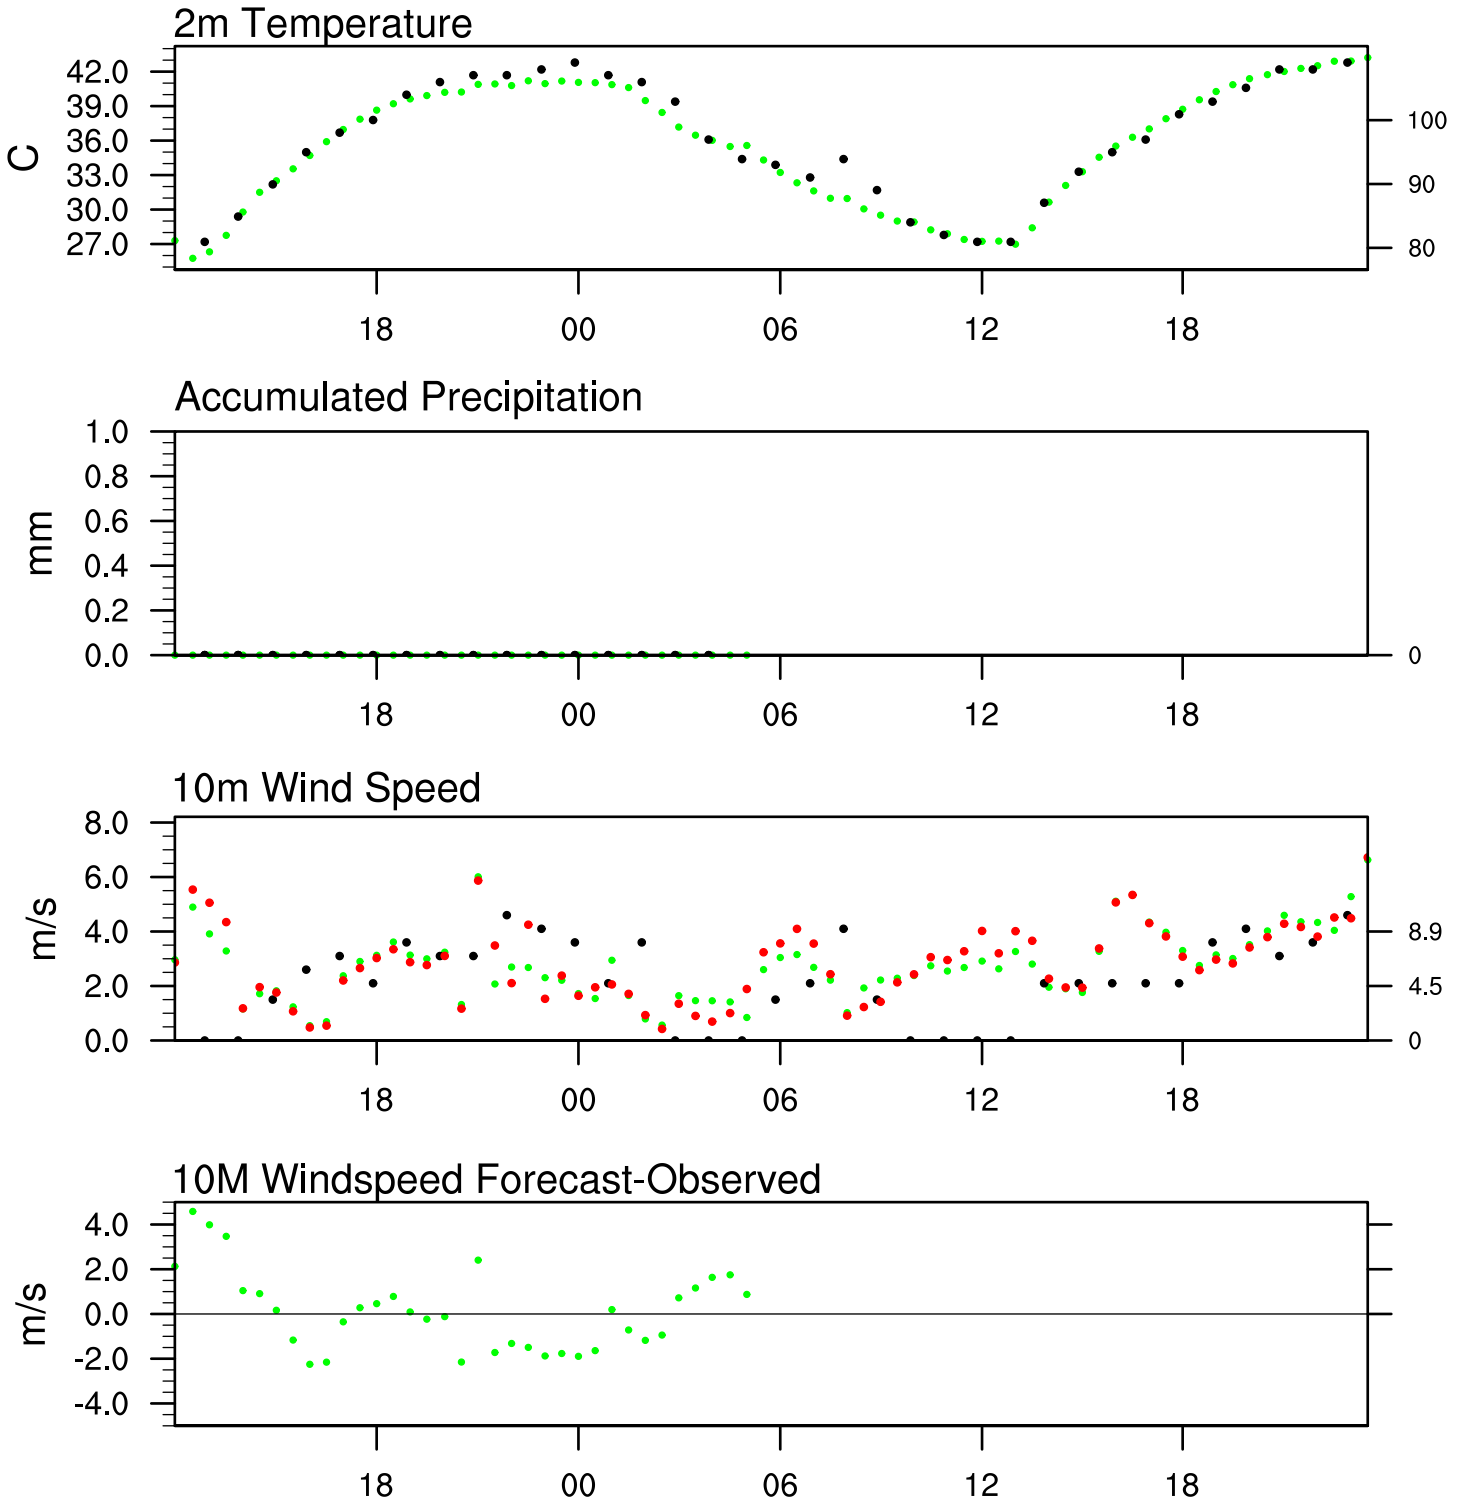 2m Temperature
42.0
39.0
36.0
33.0
30.0
27.0
C
100
90
80
18 00 06 12 18
Accumulated Precipitation
1.0
0.8
0.6
0.4
0.2
0.0
mm
0
18 00 06 12 18
10m Wind Speed
8.0
6.0
4.0
2.0
0.0
m/s
8.9
4.5
0
18 00 06 12 18
10M Windspeed Forecast-Observed
4.0
2.0
0.0
-2.0
-4.0
m/s
18 00 06 12 18